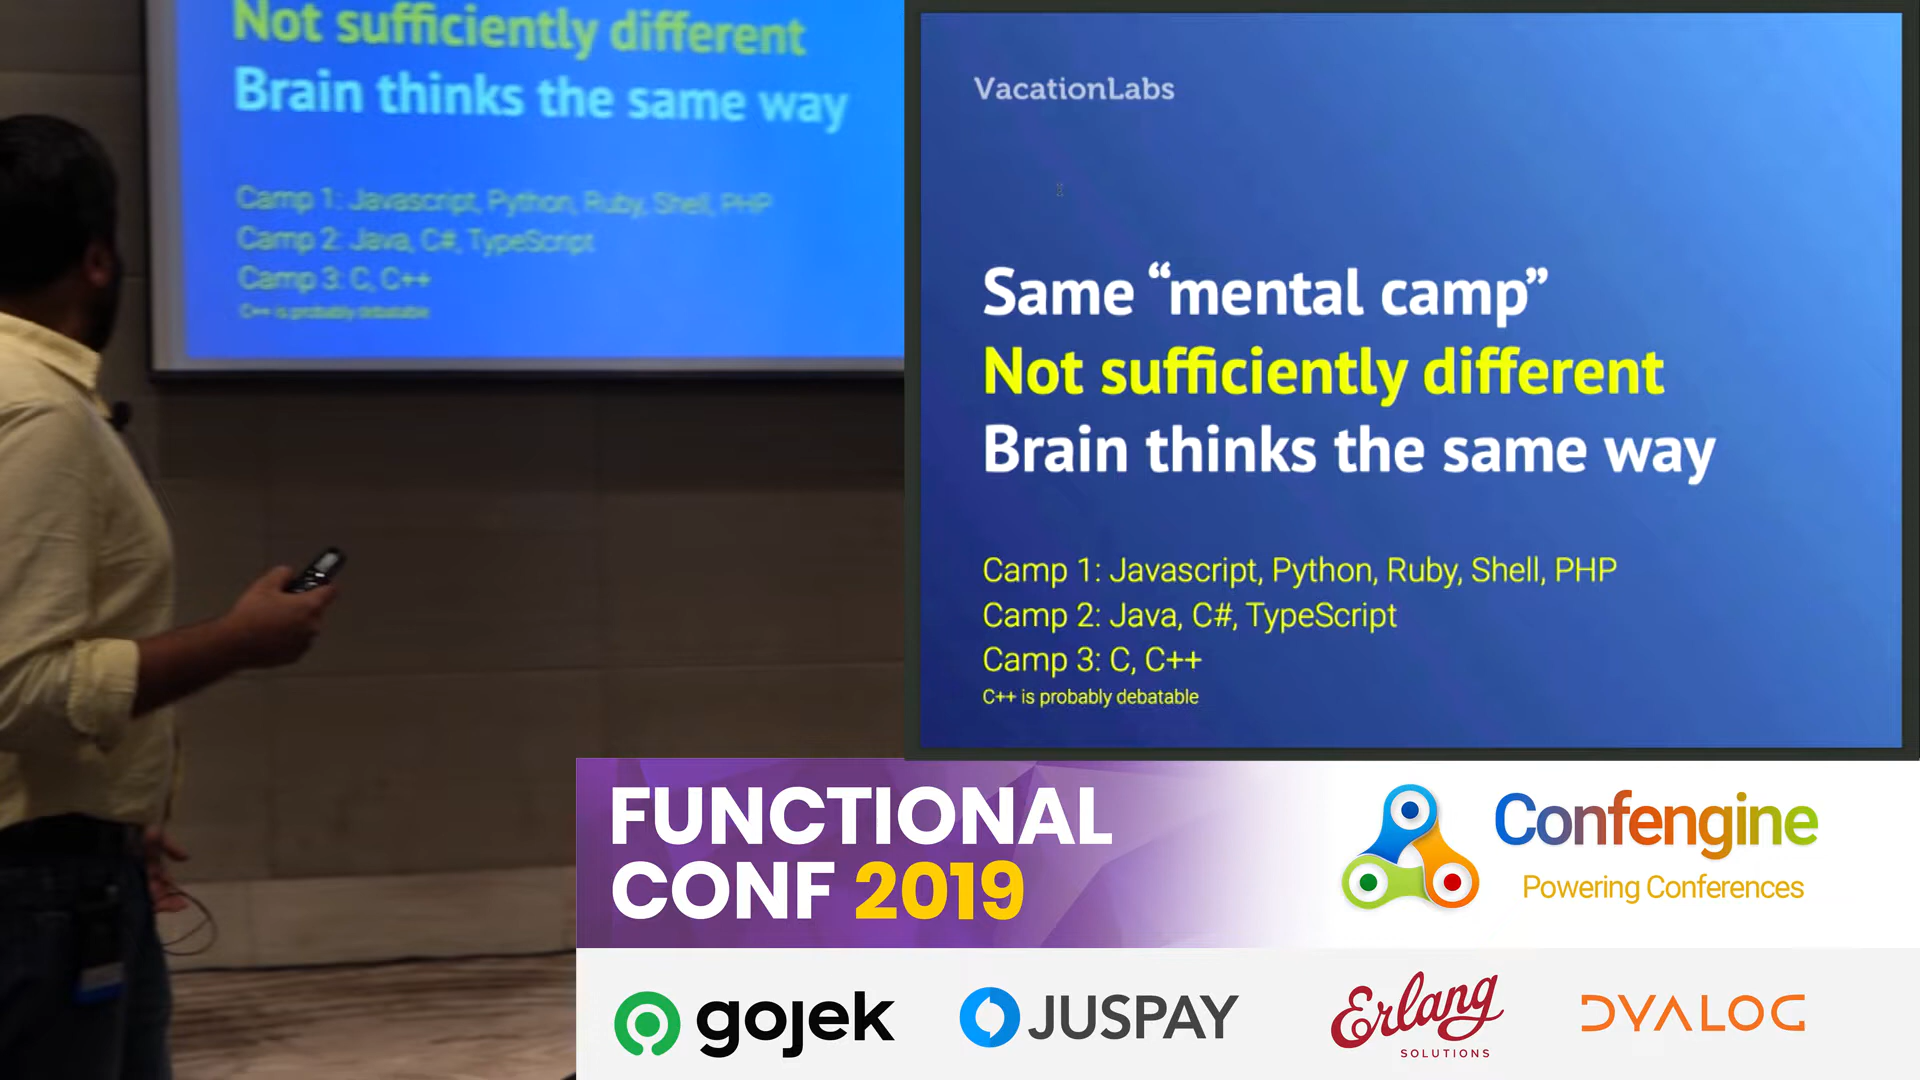 Not sufficiently different
Brain thinks the same way
Camp 1: Javascript, Python, Ruby, Shell, PHP
Camp 2: Java, C#, TypeScript
Camp 3: C, C++
C++ is probably debatable
VacationLabs
Same “mental camp”
Not sufficiently different
Brain thinks the same way
Camp 1: Javascript, Python, Ruby, Shell, PHP
Camp 2: Java, C#, TypeScript
Camp 3: C, C++
C++ is probably debatable
FUNCTIONAL
CONF 2019
Confengine
Powering Conferences
gojek
JUSPAY
Erlang
SOLUTIONS
DYALOG